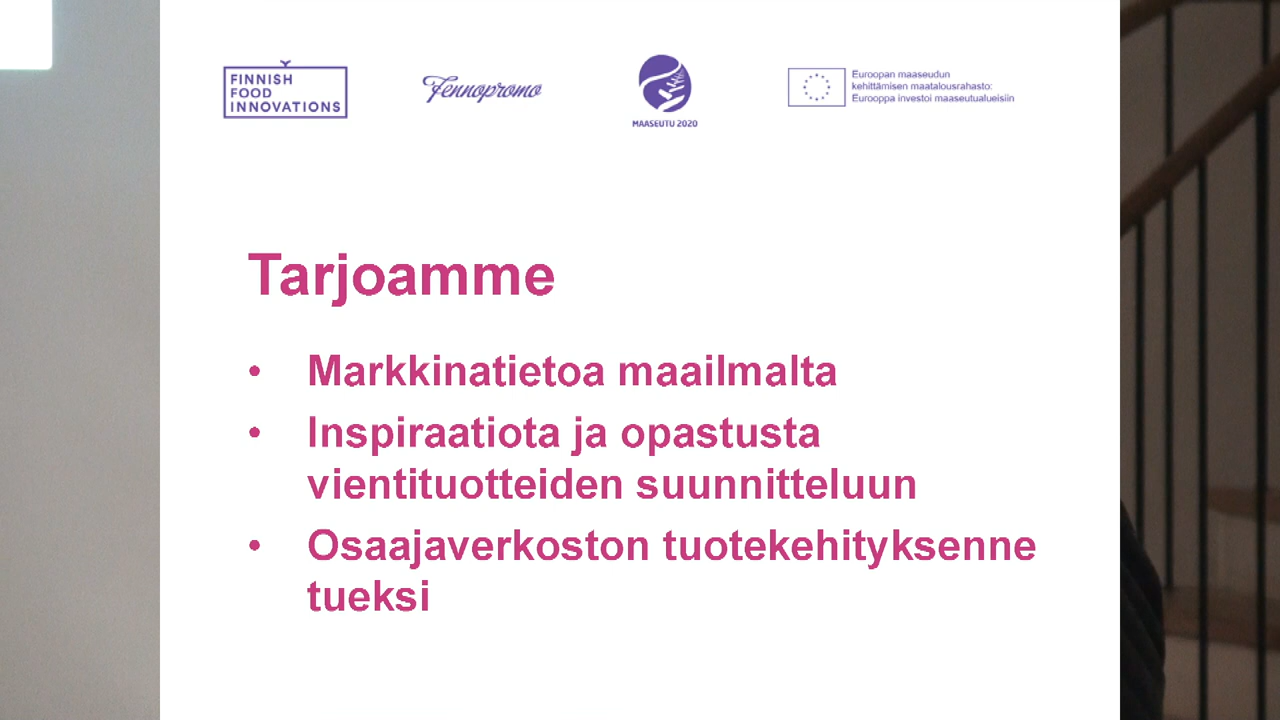 FINNISH
FOOD
INNOVATIONS
Fennopromo
MAASEUTU 2020
Euroopan maaseudun
kehittämisen maatalousrahasto:
Eurooppa investoi maaseutualueisiin
Tarjoamme
• Markkinatietoa maailmalta
• Inspiraatiota ja opastusta
vientituotteiden suunnitteluun
• Osaajaverkoston tuotekehityksenne
tueksi